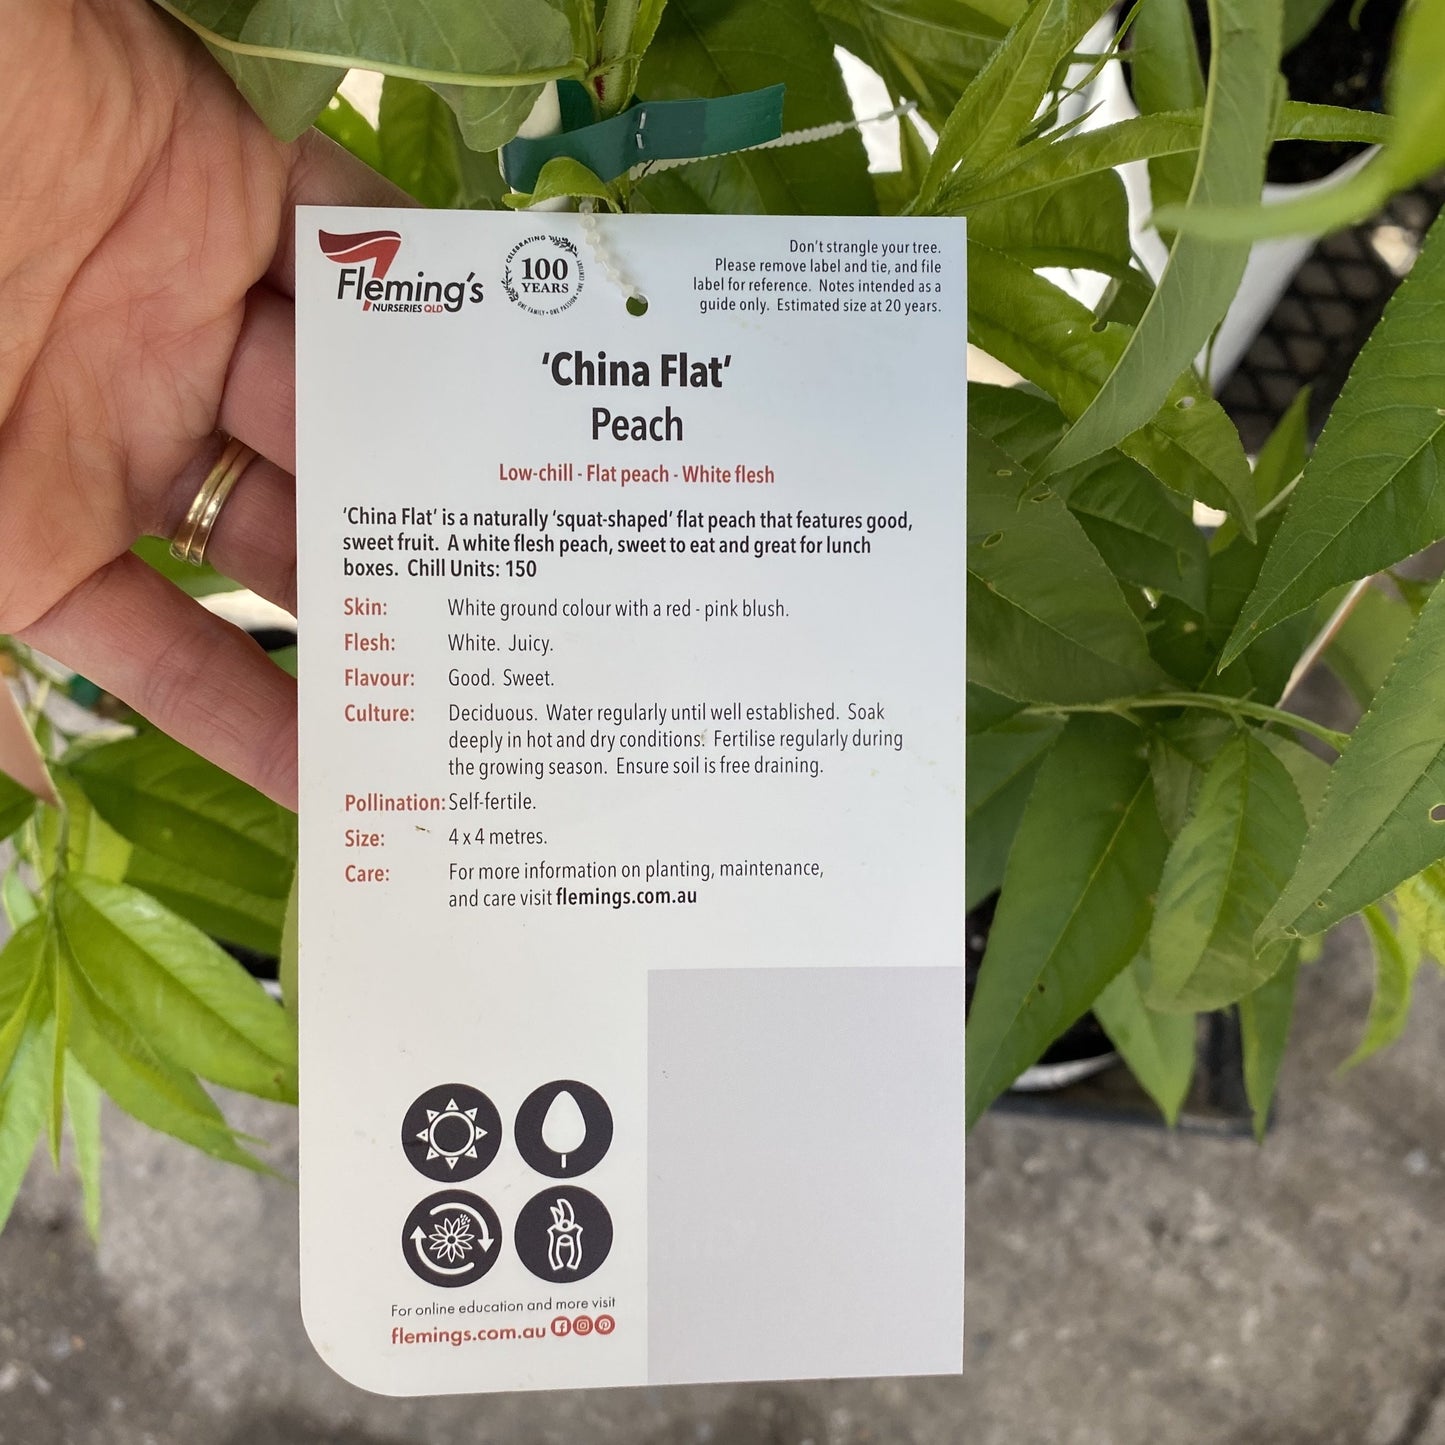 Fleming's
NURSERIES QLD
CELEBRATING
100
YEARS
ONE FAMILY • ONE PASSION • ONE CENTURY
Don't strangle your tree.
Please remove label and tie, and file
label for reference. Notes intended as a
guide only. Estimated size at 20 years.
'China Flat'
Peach
Low-chill - Flat peach - White flesh
'China Flat' is a naturally 'squat-shaped' flat peach that features good,
sweet fruit. A white flesh peach, sweet to eat and great for lunch
boxes. Chill Units: 150
Skin: White ground colour with a red - pink blush.
Flesh: White. Juicy.
Flavour: Good. Sweet.
Culture: Deciduous. Water regularly until well established. Soak
deeply in hot and dry conditions. Fertilise regularly during
the growing season. Ensure soil is free draining.
Pollination: Self-fertile.
Size: 4 x 4 metres.
Care: For more information on planting, maintenance,
and care visit flemings.com.au
For online education and more visit
flemings.com.au